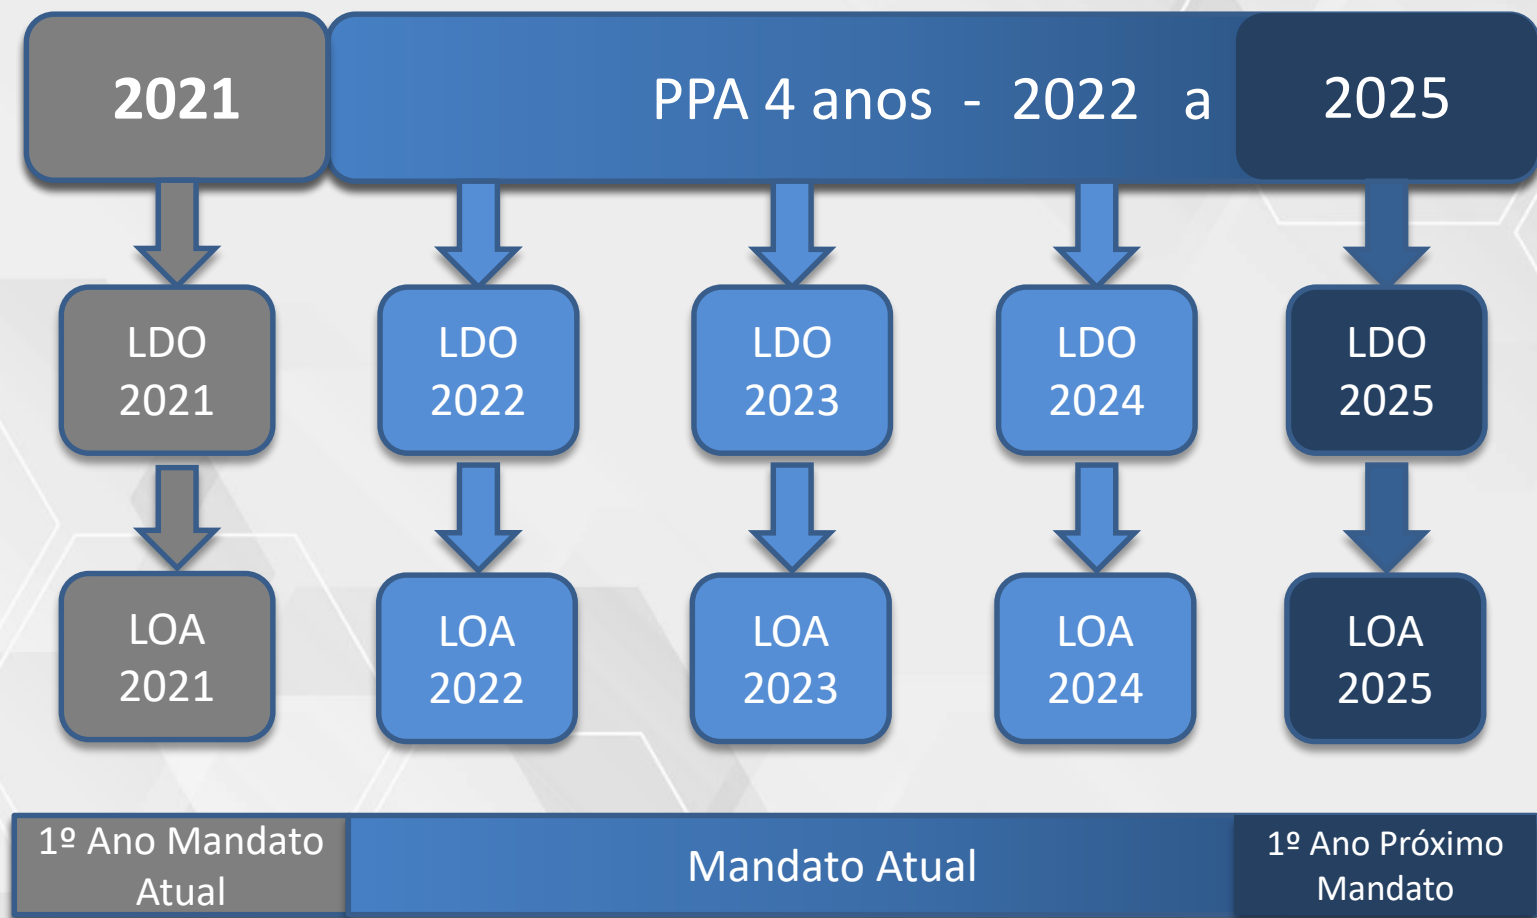 2021
PPA 4 anos - 2022 a 2025
LDO
2021
LDO
2022
LDO
2023
LDO
2024
LDO
2025
LOA
2021
LOA
2022
LOA
2023
LOA
2024
LOA
2025
1º Ano Mandato
Atual
Mandato Atual
1º Ano Próximo
Mandato